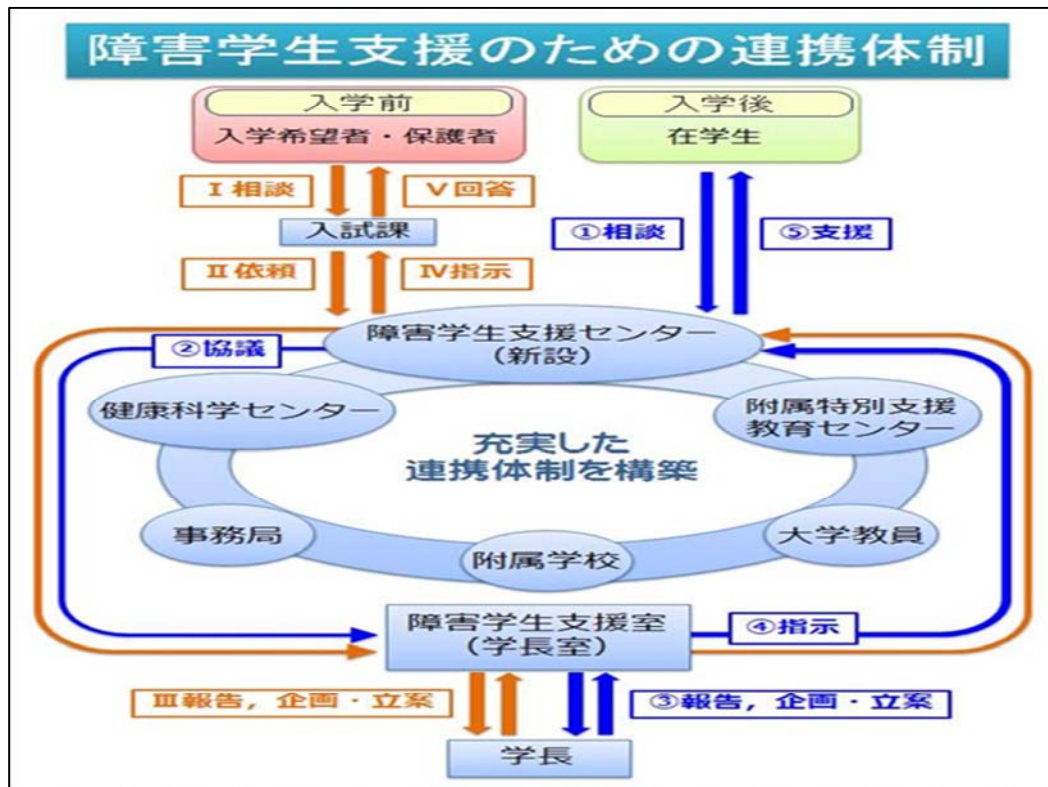 障害学生支援のための連携体制
入学前
入学希望者・保護者
入学後
在学生
Ⅰ相談
Ⅴ回答
①相談
⑤支援
入試課
Ⅱ依頼
Ⅳ指示
障害学生支援センター
(新設)
②協議
健康科学センター
附属特別支援
教育センター
充実した
連携体制を構築
事務局
附属学校
大学教員
障害学生支援室
(学長室)
④指示
Ⅲ報告，企画・立案
③報告，企画・立案
学長